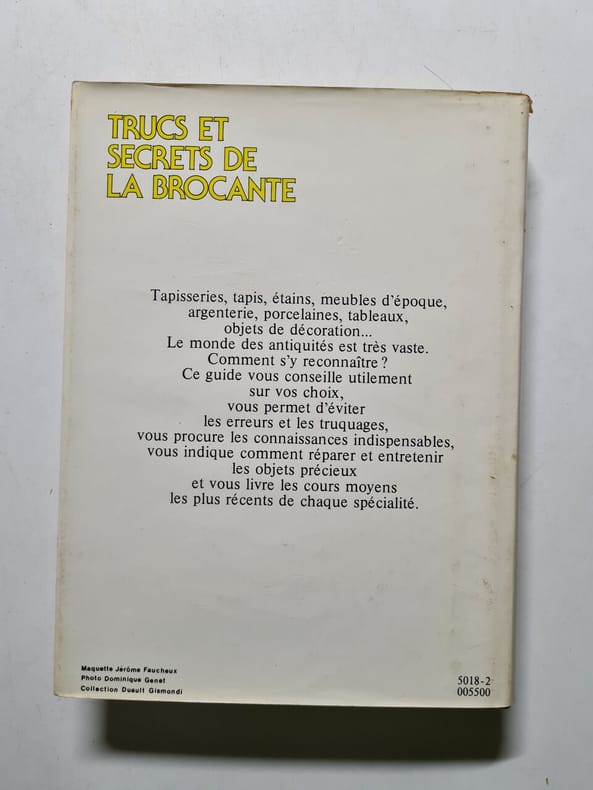 TRUCS ET
SECRETS DE
LA BROCANTE
Tapisseries, tapis, étains, meubles d'époque,
argenterie, porcelaines, tableaux,
objets de décoration...
Le monde des antiquités est très vaste.
Comment s'y reconnaître?
Ce guide vous conseille utilement
sur vos choix,
vous permet d'éviter
les erreurs et les truquages,
vous procure les connaissances indispensables,
vous indique comment réparer et entretenir
les objets précieux
et vous livre les cours moyens
les plus récents de chaque spécialité.
Maquette Jérôme Faucheux
Photo Dominique Genet
Collection Duault Gismondi
5018-2
005500